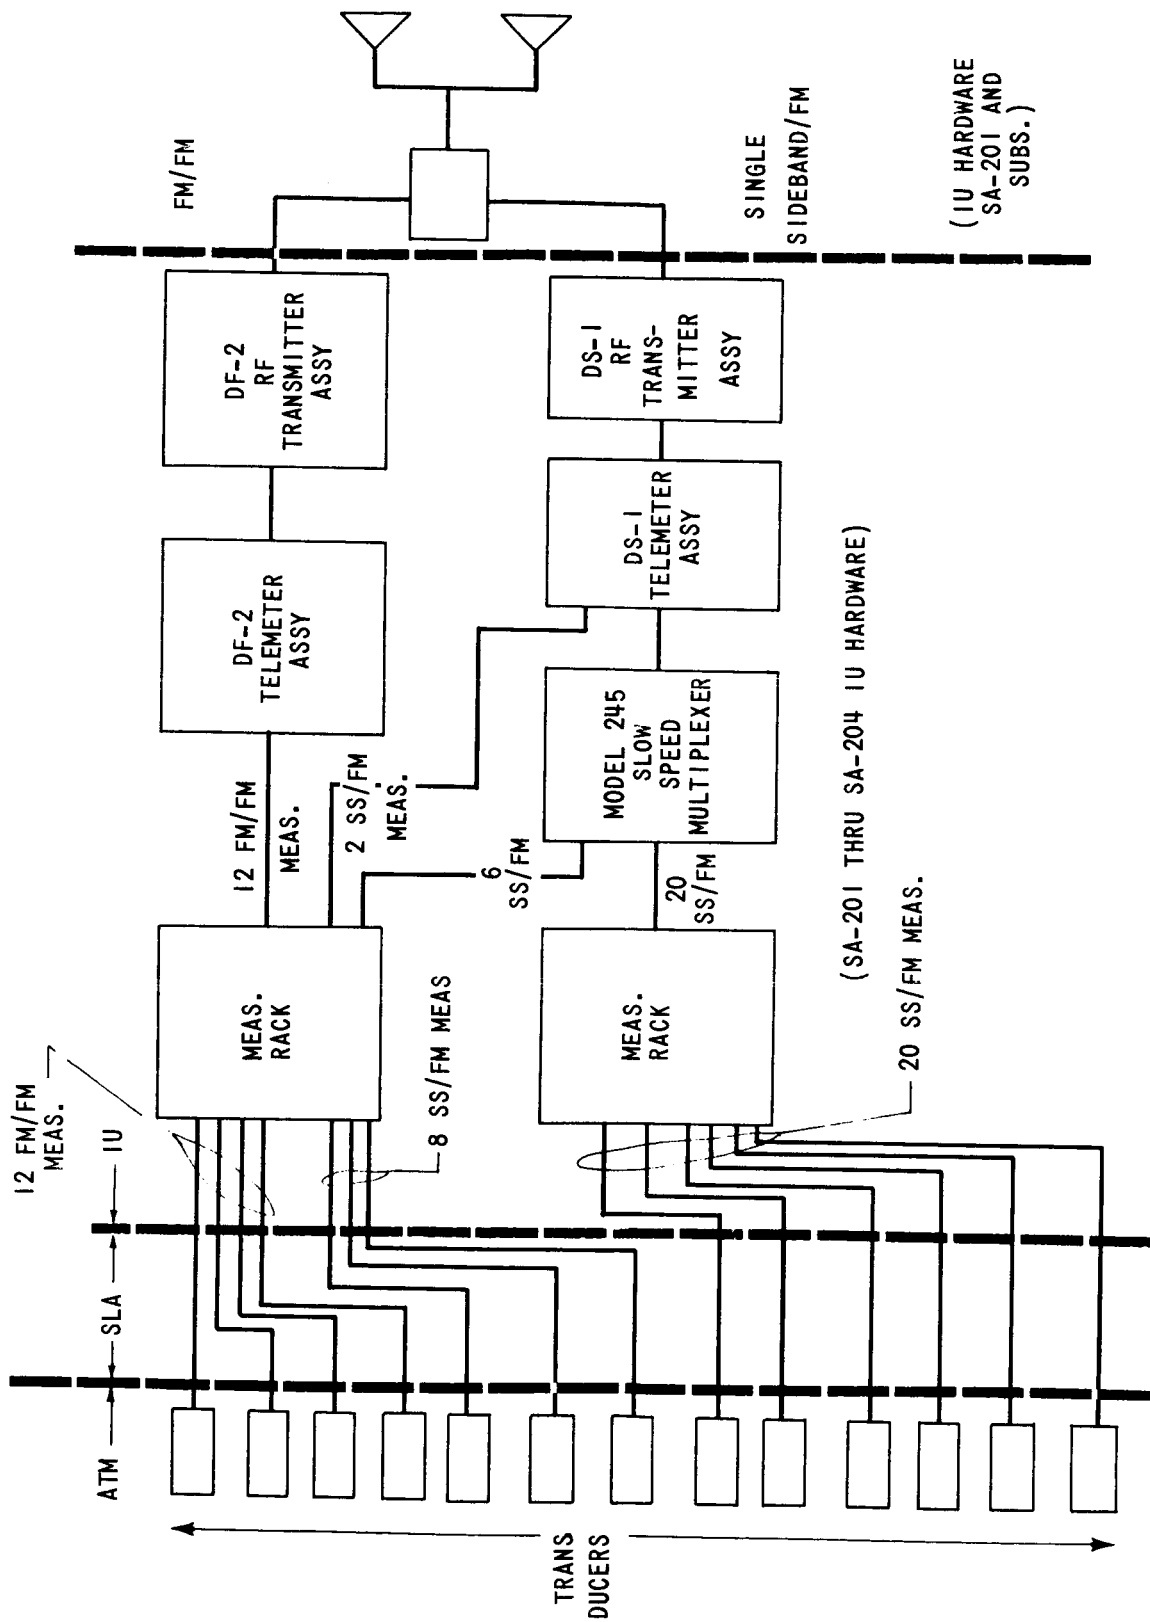 12 FM/FM
MEAS.
ATM
SLA
IU
TRANS
DUCERS
MEAS.
RACK
8 SS/FM MEAS
12 FM/FM
MEAS.
2 SS/FM
MEAS.
6
SS/FM
DF-2
TELEMETER
ASSY
DF-2
RF
TRANSMITTER
ASSY
FM/FM
MEAS.
RACK
20
SS/FM
MODEL 245
SLOW
SPEED
MULTIPLEXER
DS-1
TELEMETER
ASSY
DS-1
RF
TRANS-
MITTER
ASSY
SINGLE
SIDEBAND/FM
(SA-201 THRU SA-204 IU HARDWARE)
20 SS/FM MEAS.
(IU HARDWARE
SA-201 AND
SUBS.)